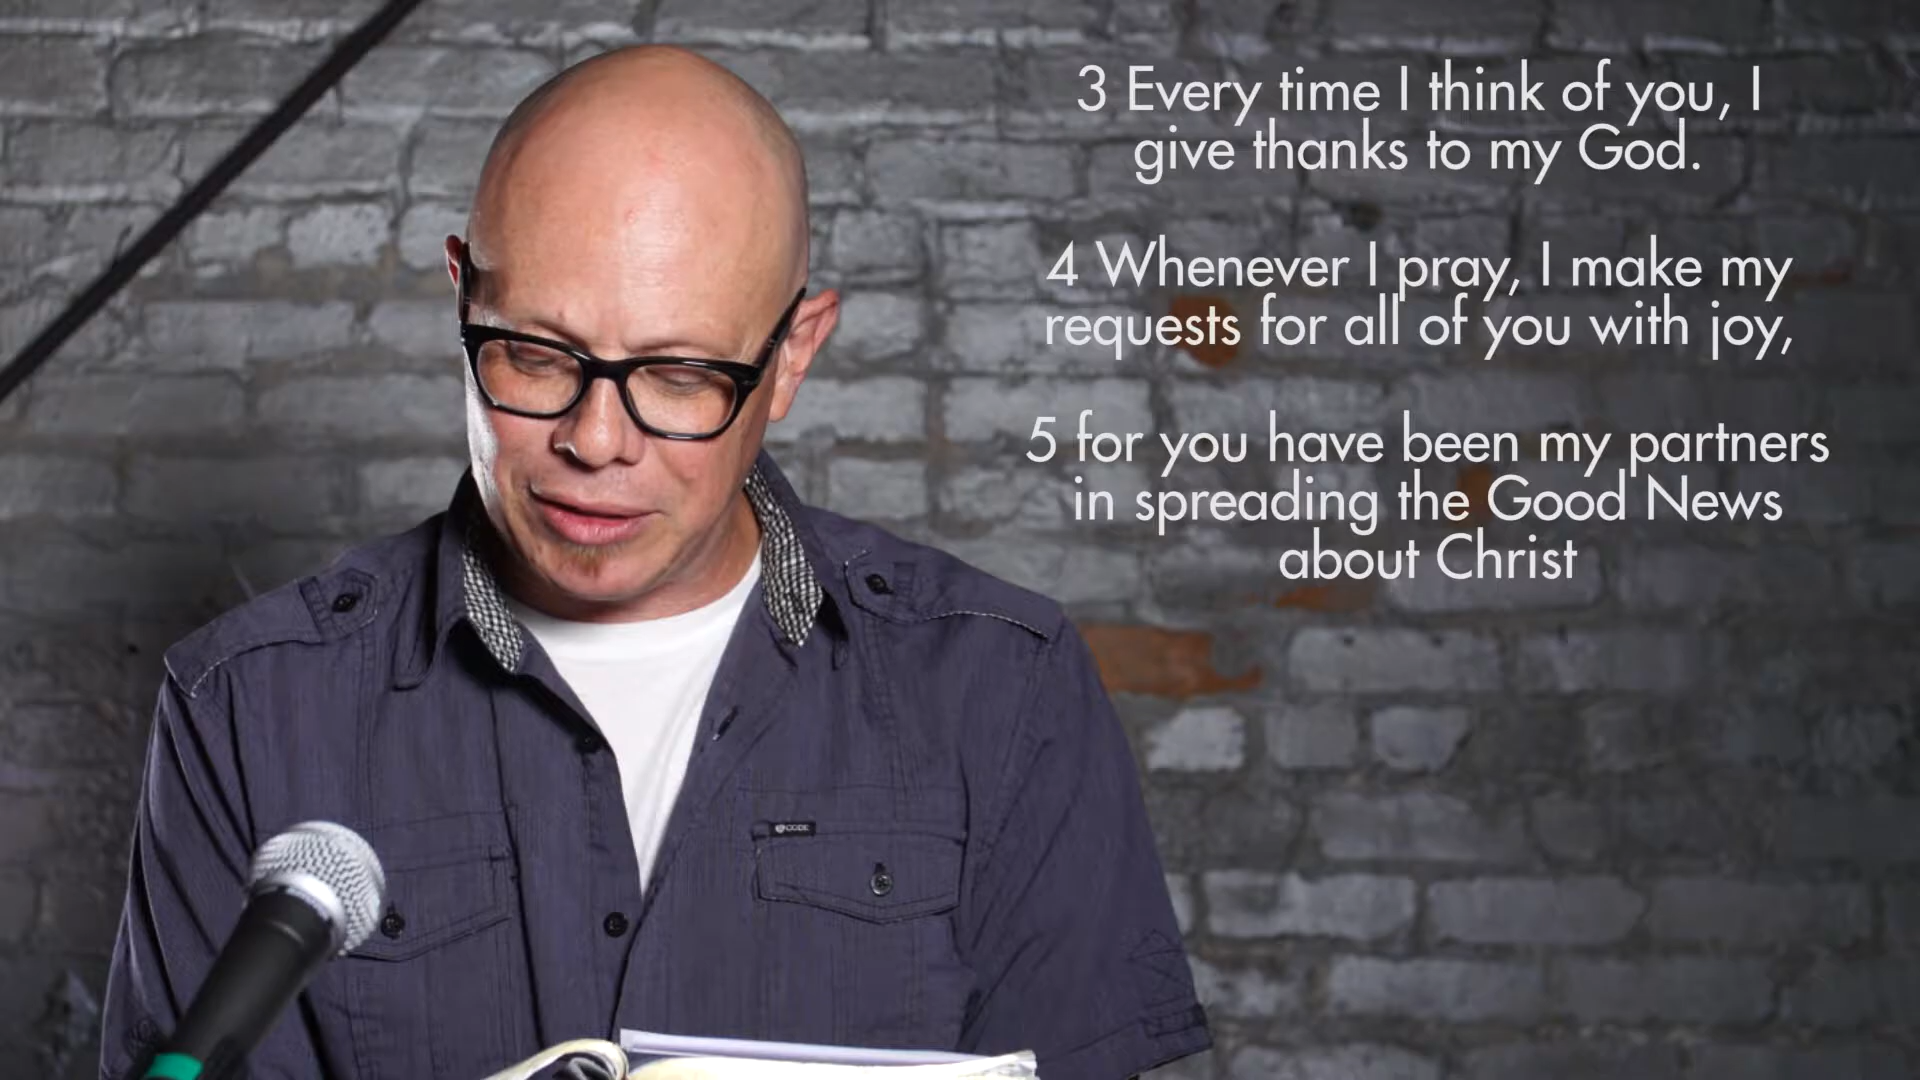 3 Every time I think of you, I
give thanks to my God.
4 Whenever I pray, I make my
requests for all of you with joy,
5 for you have been my partners
in spreading the Good News
about Christ
CODE